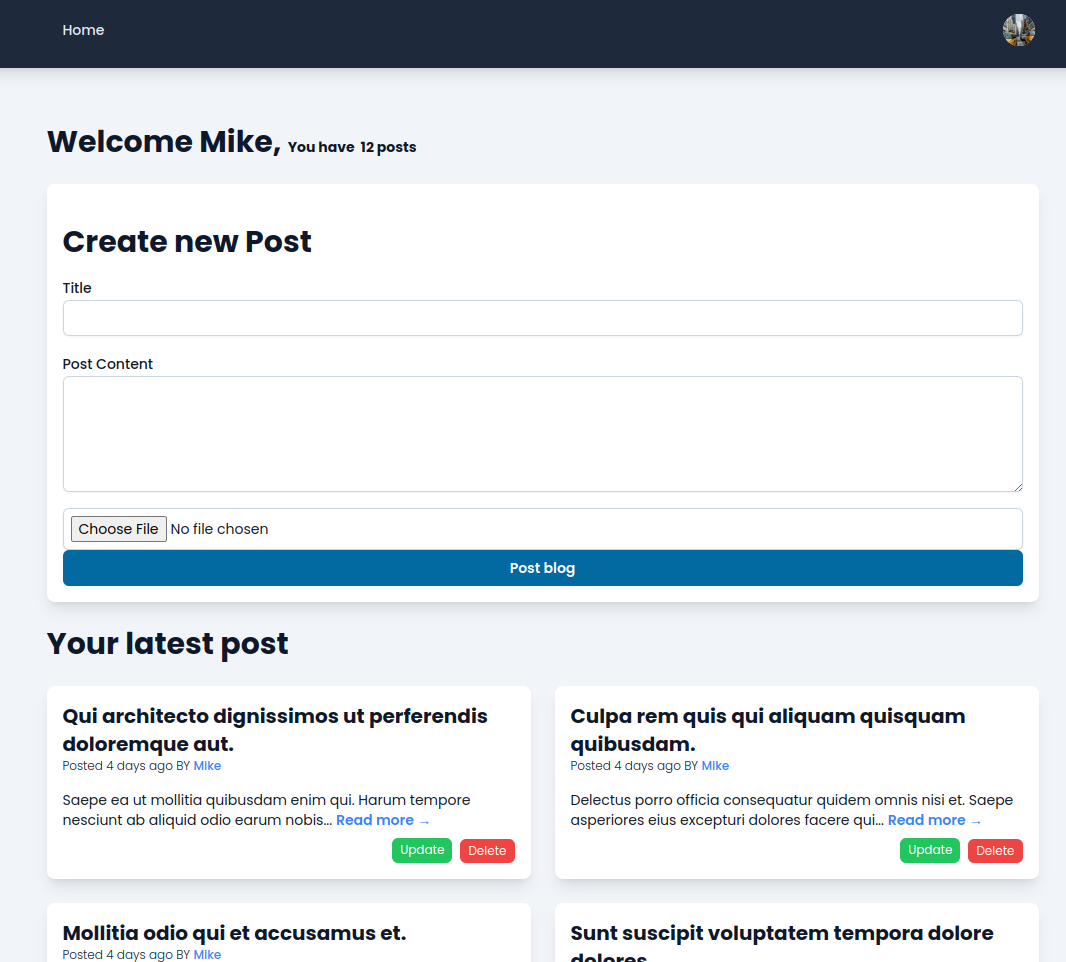 Home
Welcome Mike, You have 12 posts
Create new Post
Title
Post Content
Choose File No file chosen
Post blog
Your latest post
Qui architecto dignissimos ut perferendis
doloremque aut.
Posted 4 days ago BY Mike
Saepe ea ut mollitia quibusdam enim qui. Harum tempore
nesciunt ab aliquid odio earum nobis... Read more →
Update Delete
Culpa rem quis qui aliquam quisquam
quibusdam.
Posted 4 days ago BY Mike
Delectus porro officia consequatur quidem omnis nisi et. Saepe
asperiores eius excepturi dolores facere qui... Read more →
Update Delete
Mollitia odio qui et accusamus et.
Posted 4 days ago BY Mike
Sunt suscipit voluptatem tempora dolore
dolores